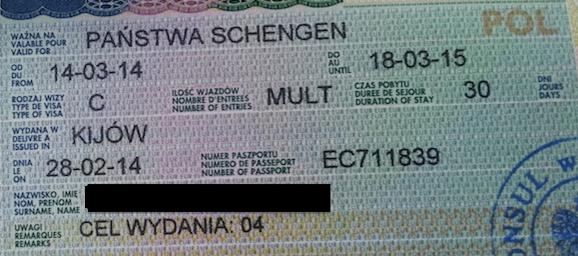 POL
WAŻNA NA
VALABLE POUR
VALID FOR PAŃSTWA SCHENGEN
OD
DU
FROM 14-03-14 DO
AU
UNTIL 18-03-15
RODZAJ WIZY
TYPE DE VISA
TYPE OF VISA C ILOŚĆ WJAZDÓW
NOMBRE D'ENTREES
NUMBER OF ENTRIES MULT CZAS POBYTU
DUREE DE SEJOUR
DURATION OF STAY 30 DNI
JOURS
DAYS
WYDANA W
DELIVRE A
ISSUED IN KIJÓW
DNIA
LE
ON 28-02-14 NUMER PASZPORTU
NUMERO DE PASSEPORT
NUMBER OF PASSPORT EC711839
NAZWISKO, IMIĘ
NOM, PRENOM
SURNAME, NAME
UWAGI
REMARQUES
REMARKS CEL WYDANIA: 04
KONSUL